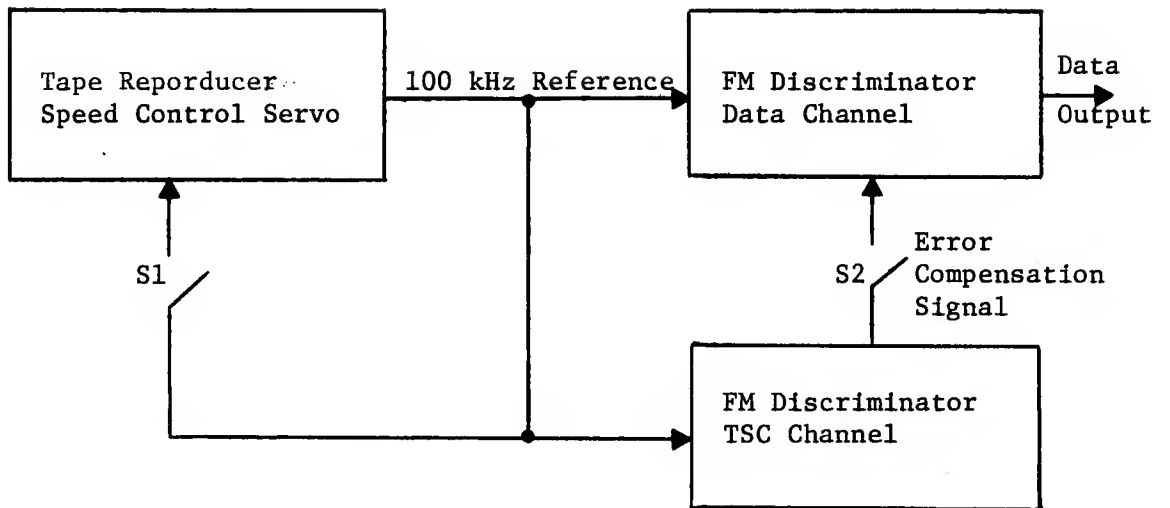 Tape Reporducer
Speed Control Servo
100 kHz Reference
FM Discriminator
Data Channel
Data
Output
S1
S2
Error
Compensation
Signal
FM Discriminator
TSC Channel